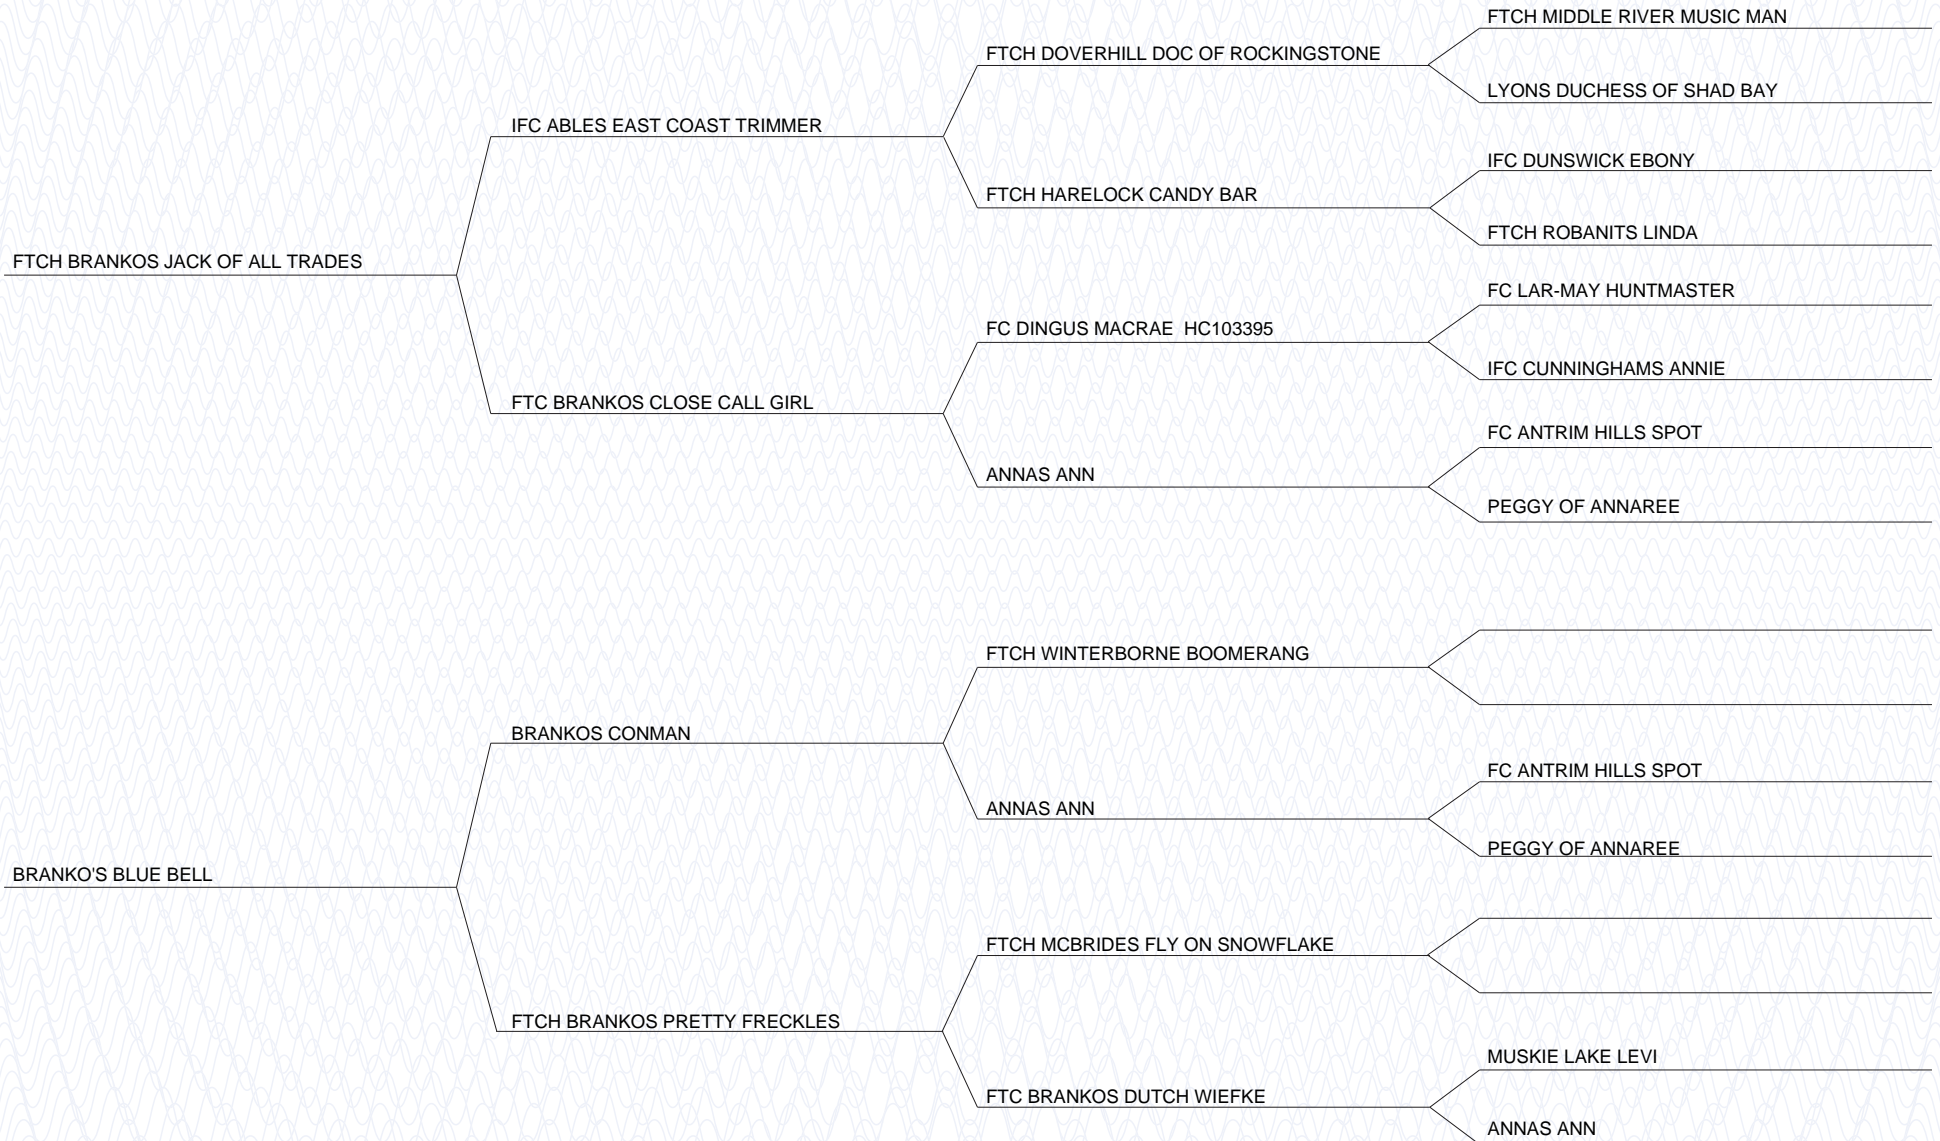 FTCH MIDDLE RIVER MUSIC MAN
FTCH DOVERHILL DOC OF ROCKINGSTONE
LYONS DUCHESS OF SHAD BAY
IFC ABLES EAST COAST TRIMMER
IFC DUNSWICK EBONY
FTCH HARELOCK CANDY BAR
FTCH ROBANITS LINDA
FTCH BRANKOS JACK OF ALL TRADES
FC LAR-MAY HUNTMASTER
FC DINGUS MACRAE  HC103395
IFC CUNNINGHAMS ANNIE
FTC BRANKOS CLOSE CALL GIRL
FC ANTRIM HILLS SPOT
ANNAS ANN
PEGGY OF ANNAREE
FTCH WINTERBORNE BOOMERANG
BRANKOS CONMAN
FC ANTRIM HILLS SPOT
ANNAS ANN
PEGGY OF ANNAREE
BRANKO'S BLUE BELL
FTCH MCBRIDES FLY ON SNOWFLAKE
FTCH BRANKOS PRETTY FRECKLES
MUSKIE LAKE LEVI
FTC BRANKOS DUTCH WIEFKE
ANNAS ANN